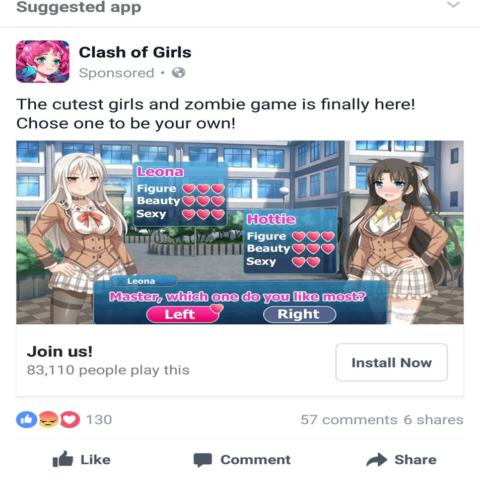 Suggested app
Clash of Girls
Sponsored ·
The cutest girls and zombie game is finally here!
Chose one to be your own!
Leona
Figure
Beauty
Sexy
Hottie
Figure
Beauty
Sexy
Leona
Master, which one do you like most?
Left
Right
Join us!
83,110 people play this
Install Now
130
57 comments 6 shares
Like
Comment
Share